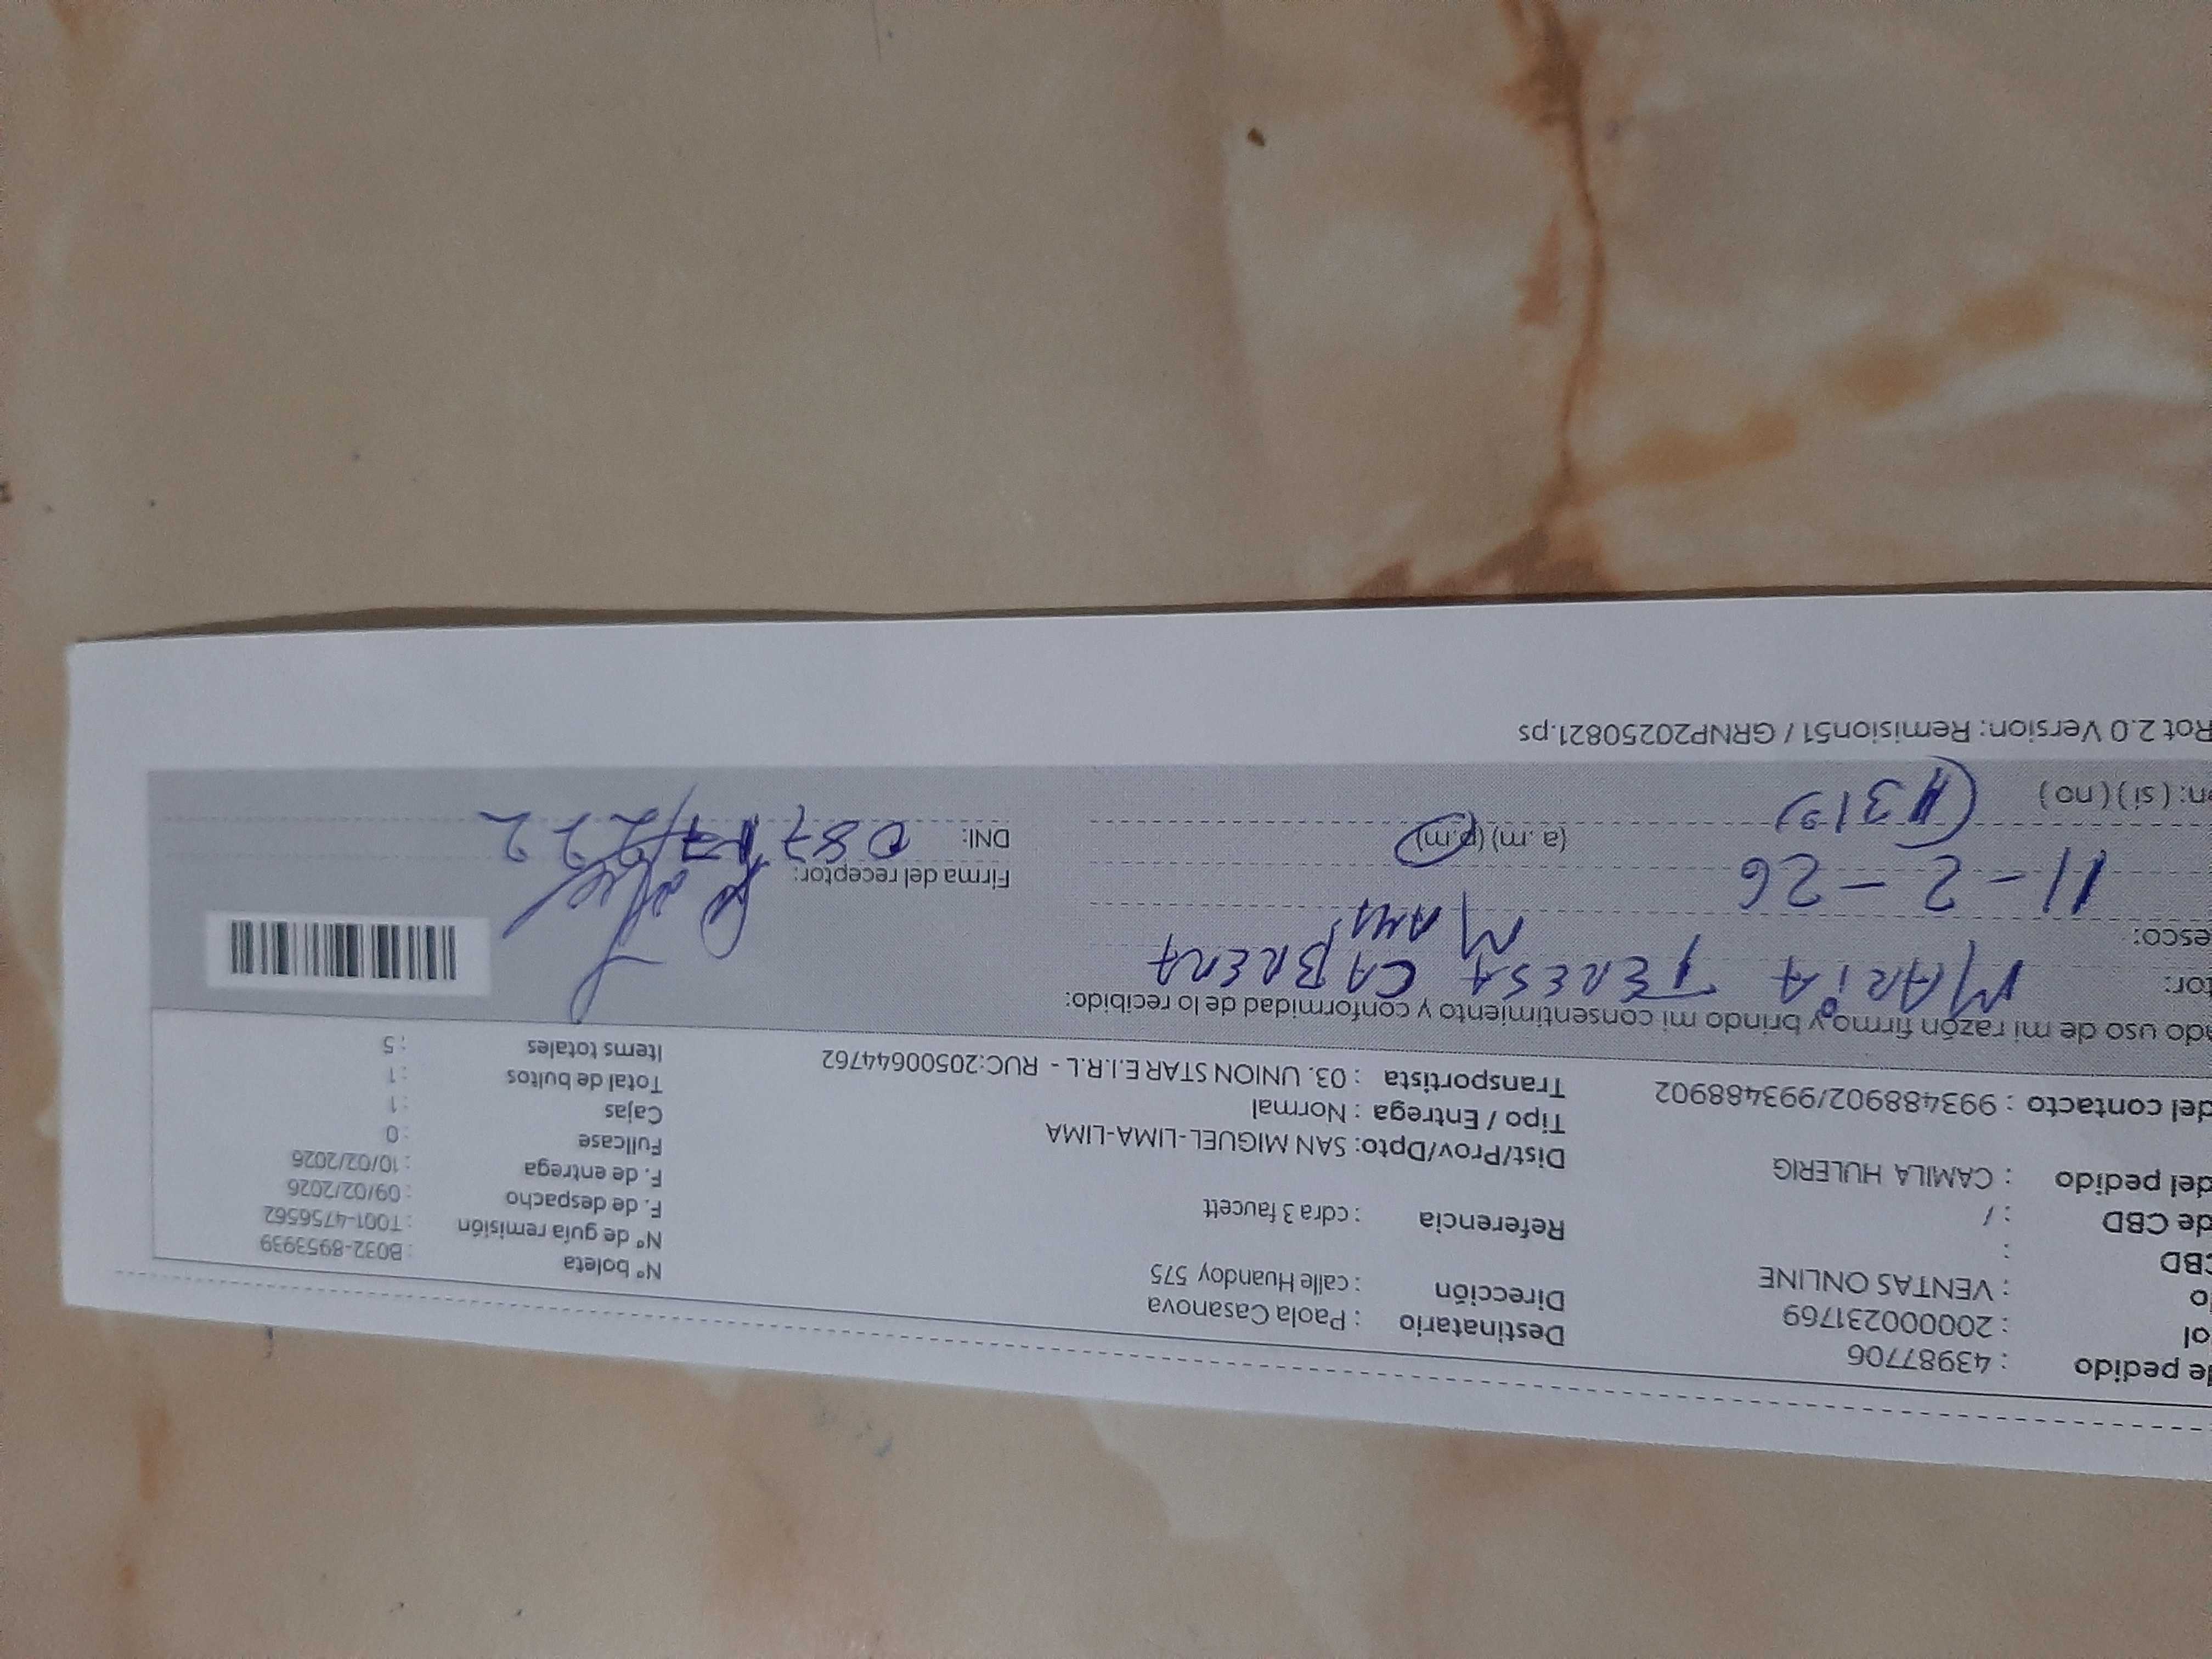 de pedido : 43987706
ol : 200000231769
o : VENTAS ONLINE
CBD :
de CBD : /
del pedido : CAMILA HULERIG
del contacto : 993488902/993488902
Destinatario : Paola Casanova
Dirección : calle Huandoy 575
Referencia : cdra 3 faucett
Dist/Prov/Dpto: SAN MIGUEL-LIMA-LIMA
Tipo / Entrega : Normal
Transportista : 03. UNION STAR E.I.R.L. - RUC:20500644762
N° boleta : B032-8953939
N° de guía remisión : T001-4756562
F. de despacho : 09/02/2026
F. de entrega : 10/02/2026
Fullcase : 0
Cajas : 1
Total de bultos : 1
Items totales : 5
ado uso de mi razón firmo y brindo mi consentimiento y conformidad de lo recibido:
tor: MARIA TERESA CABRERA
esco: MAMA
11-2-26 (a.m) (p.m)
n: ( sí ) ( no )
Firma del receptor:
DNI:
Rot 2.0 Version: Remision51 / GRNP20250821.ps